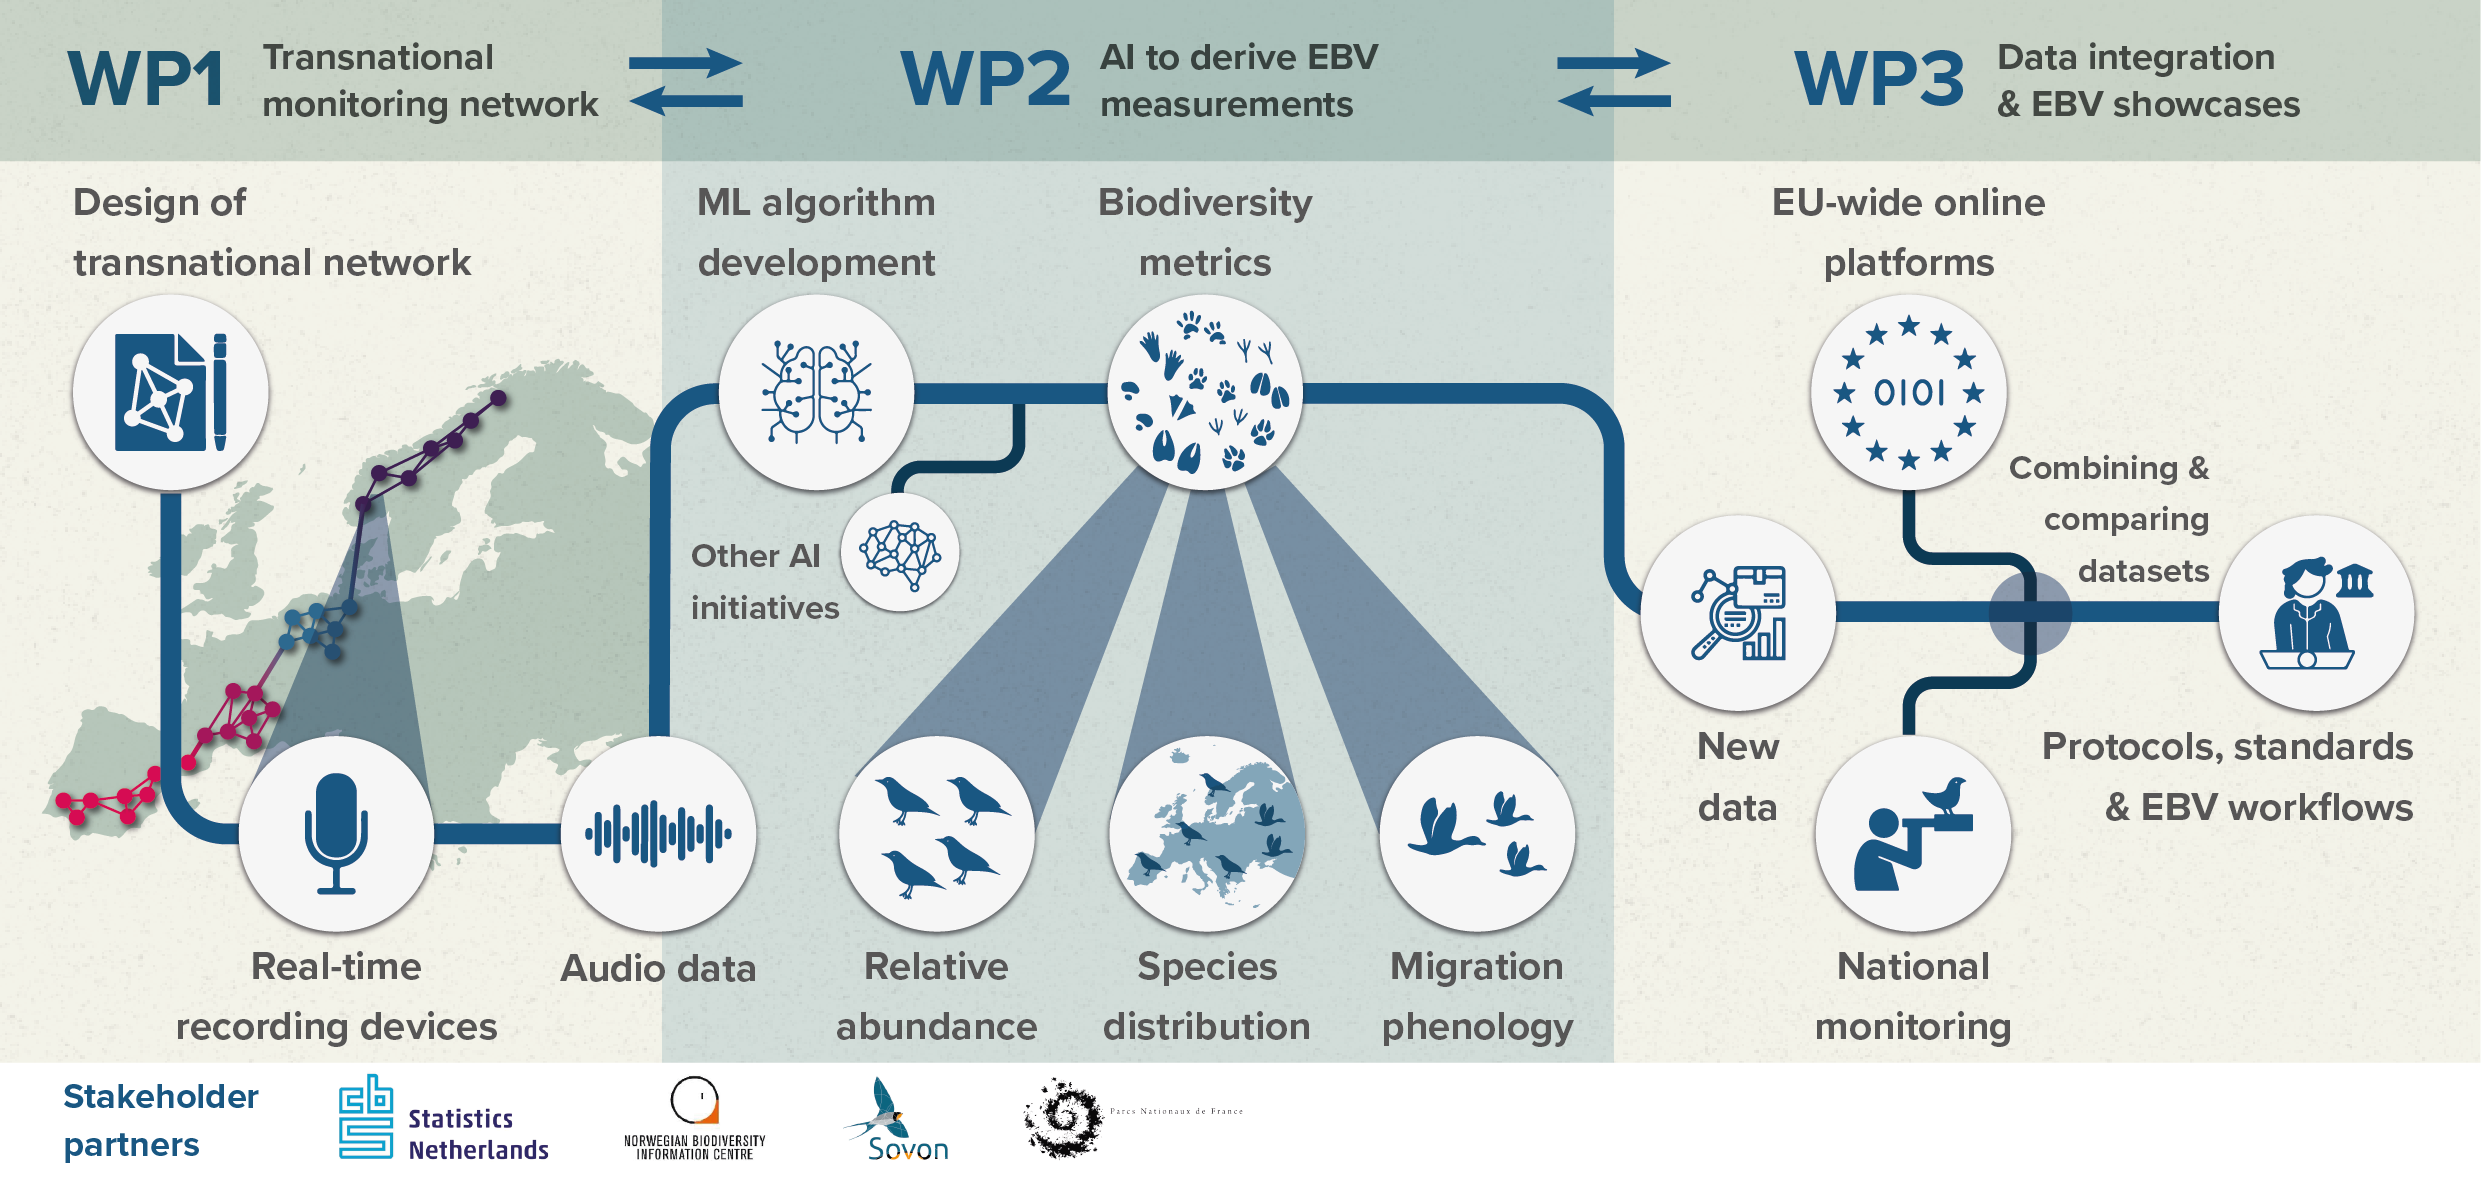 WP1
Transnational
monitoring network
WP2
AI to derive EBV
measurements
WP3
Data integration
& EBV showcases
Design of
transnational network
ML algorithm
development
Biodiversity
metrics
EU-wide online
platforms
0101
Combining &
comparing
datasets
Other AI
initiatives
New
data
Protocols, standards
& EBV workflows
Real-time
recording devices
Audio data
Relative
abundance
Species
distribution
Migration
phenology
National
monitoring
Stakeholder
partners
cbs
Statistics
Netherlands
NORWEGIAN BIODIVERSITY
INFORMATION CENTRE
Sovon
Parcs Nationaux de France